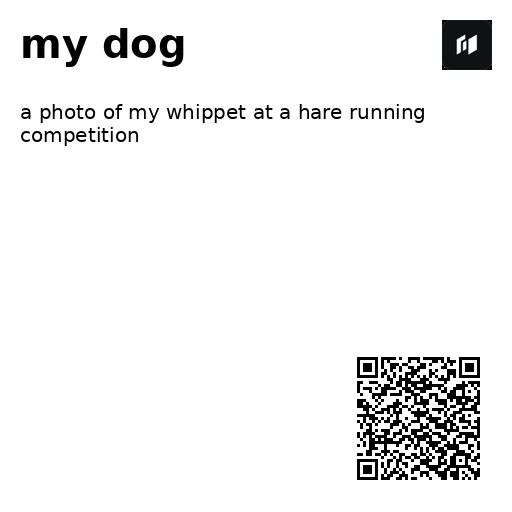 my dog
a photo of my whippet at a hare running
competition